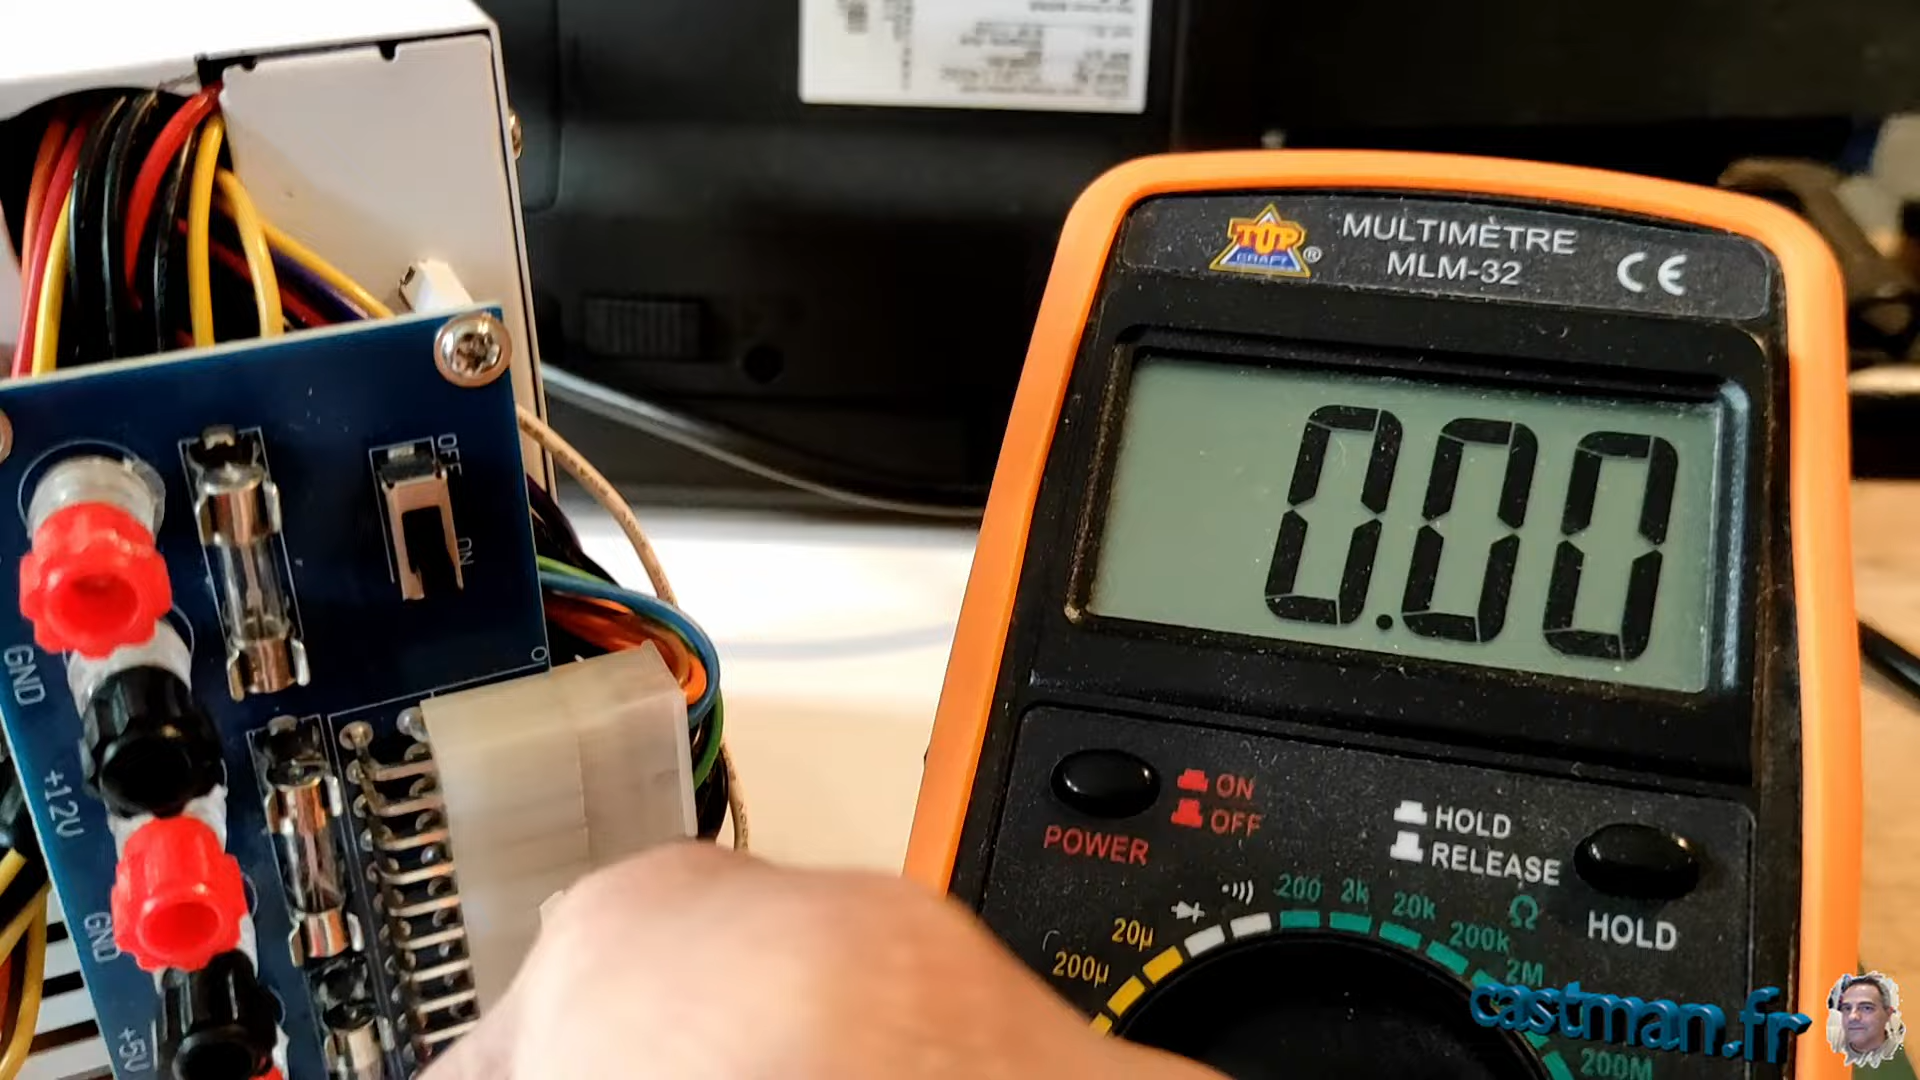 TOP
CRAFT
®
MULTIMÈTRE
MLM-32
CE
0.00
OFF
ON
GND
+12V
GND
+5V
POWER
ON
OFF
HOLD
RELEASE
HOLD
200µ
20µ
200
2k
20k
200k
2M
200M
Ω
castman.fr